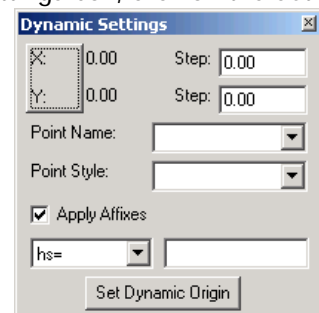 Dynamic Settings
X: 0.00 Step: 0.00
Y: 0.00 Step: 0.00
Point Name:
Point Style:
Apply Affixes
hs=
Set Dynamic Origin